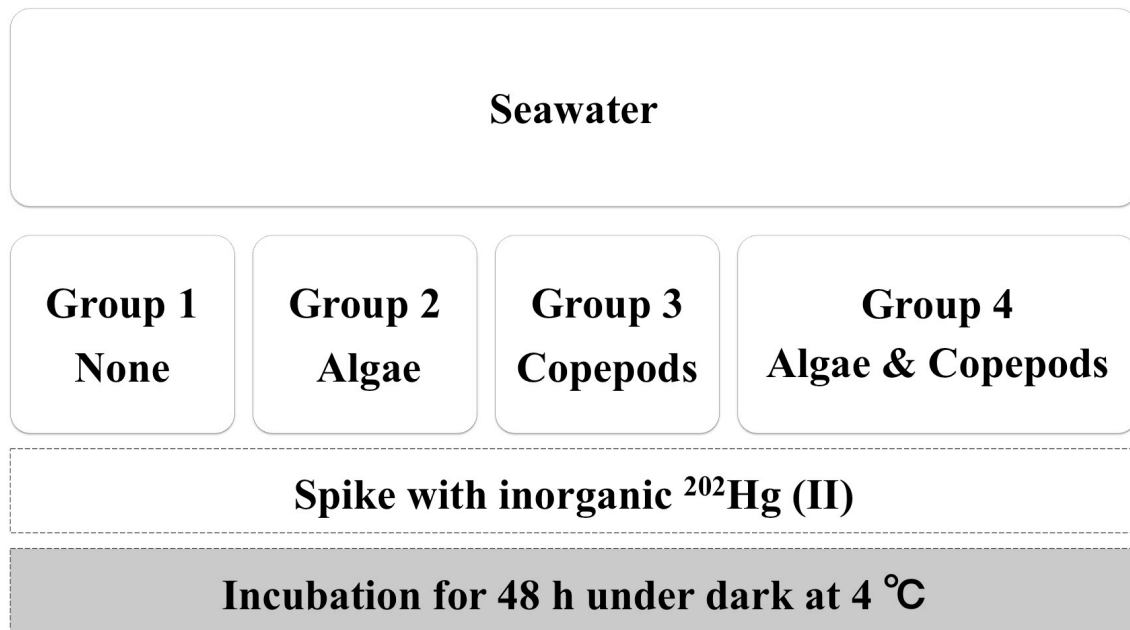 Seawater
Group 1
None
Group 2
Algae
Group 3
Copepods
Group 4
Algae & Copepods
Spike with inorganic ²⁰²Hg (II)
Incubation for 48 h under dark at 4 ℃